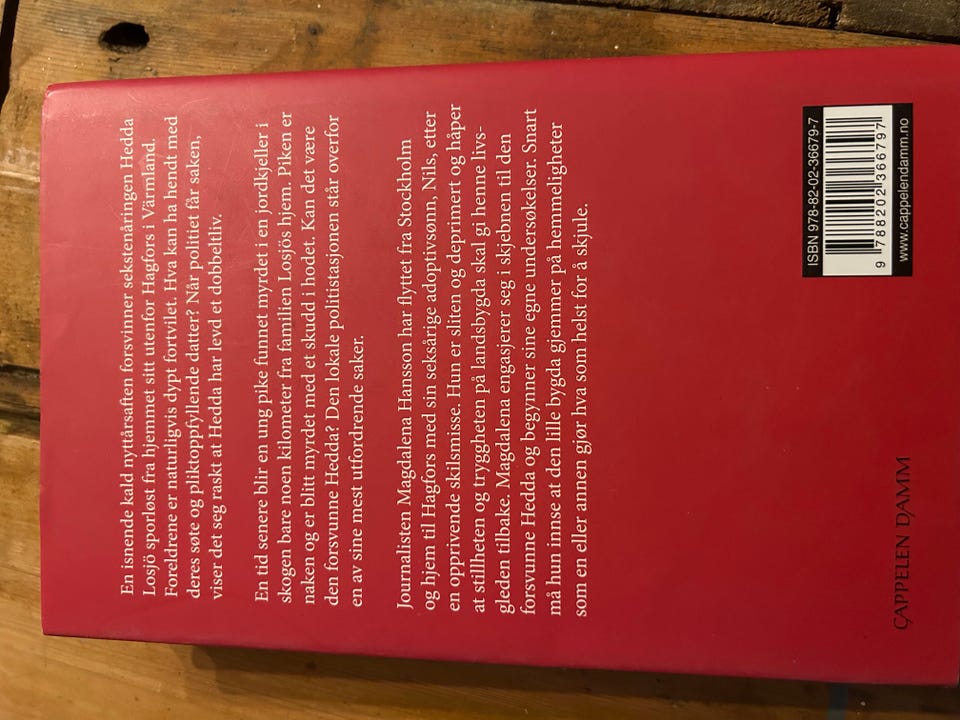 En isnende kald nyttårsaften forsvinner sekstenåringen Hedda
Losjö sporløst fra hjemmet sitt utenfor Hagfors i Värmland.
Foreldrene er naturligvis dypt fortvilet. Hva kan ha hendt med
deres søte og pliktoppfyllende datter? Når politiet får saken,
viser det seg raskt at Hedda har levd et dobbeltliv.
En tid senere blir en ung pike funnet myrdet i en jordkjeller i
skogen bare noen kilometer fra familien Losjös hjem. Piken er
naken og er blitt myrdet med et skudd i hodet. Kan det være
den forsvunne Hedda? Den lokale politistasjonen står overfor
en av sine mest utfordrende saker.
Journalisten Magdalena Hansson har flyttet fra Stockholm
og hjem til Hagfors med sin seksårige adoptivsønn, Nils, etter
en opprivende skilsmisse. Hun er sliten og deprimert og håper
at stillheten og tryggheten på landsbygda skal gi henne livs-
gleden tilbake. Magdalena engasjerer seg i skjebnen til den
forsvunne Hedda og begynner sine egne undersøkelser. Snart
må hun innse at den lille bygda gjemmer på hemmeligheter
som en eller annen gjør hva som helst for å skjule.
ISBN 978-82-02-36679-7
9 788202 366797
www.cappelendamm.no
CAPPELEN DAMM